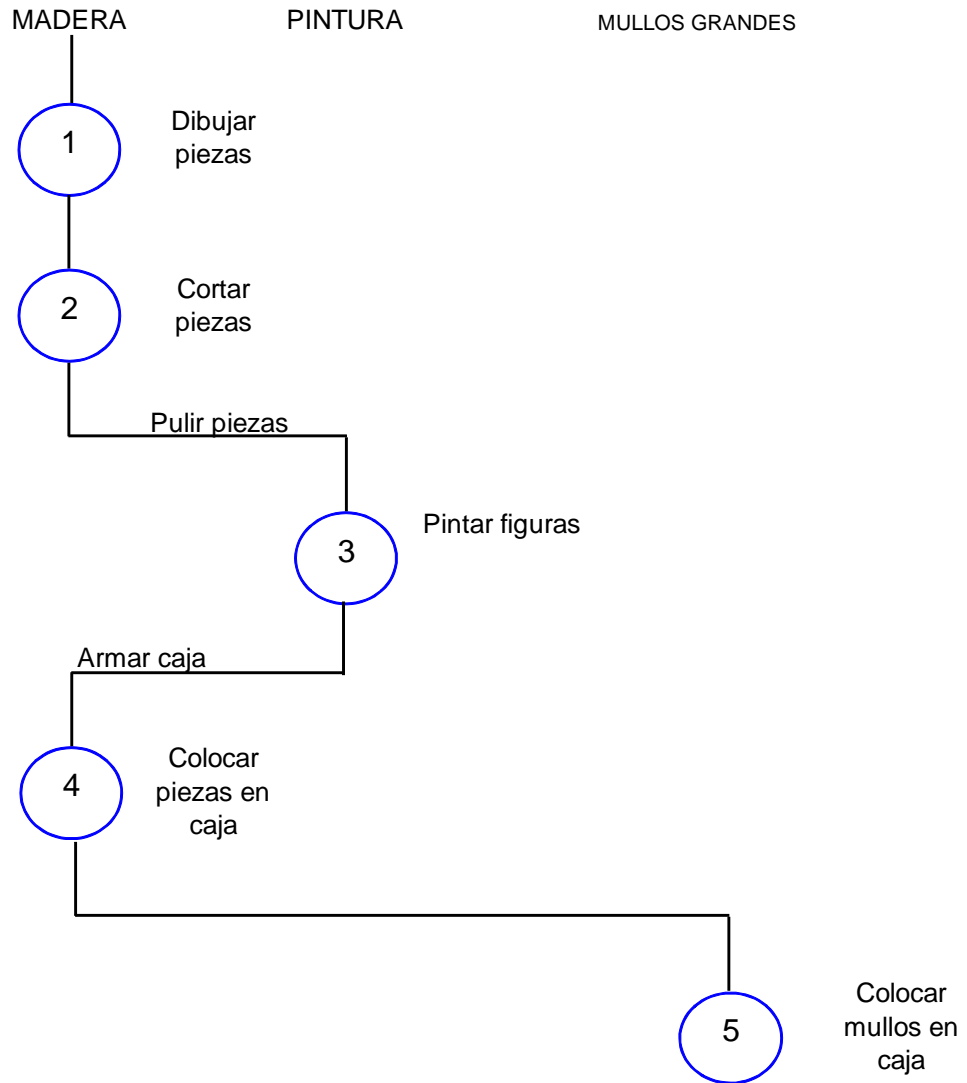 MADERA PINTURA MULLOS GRANDES
1
Dibujar
piezas
2
Cortar
piezas
Pulir piezas
3
Pintar figuras
Armar caja
4
Colocar
piezas en
caja
5
Colocar
mullos en
caja